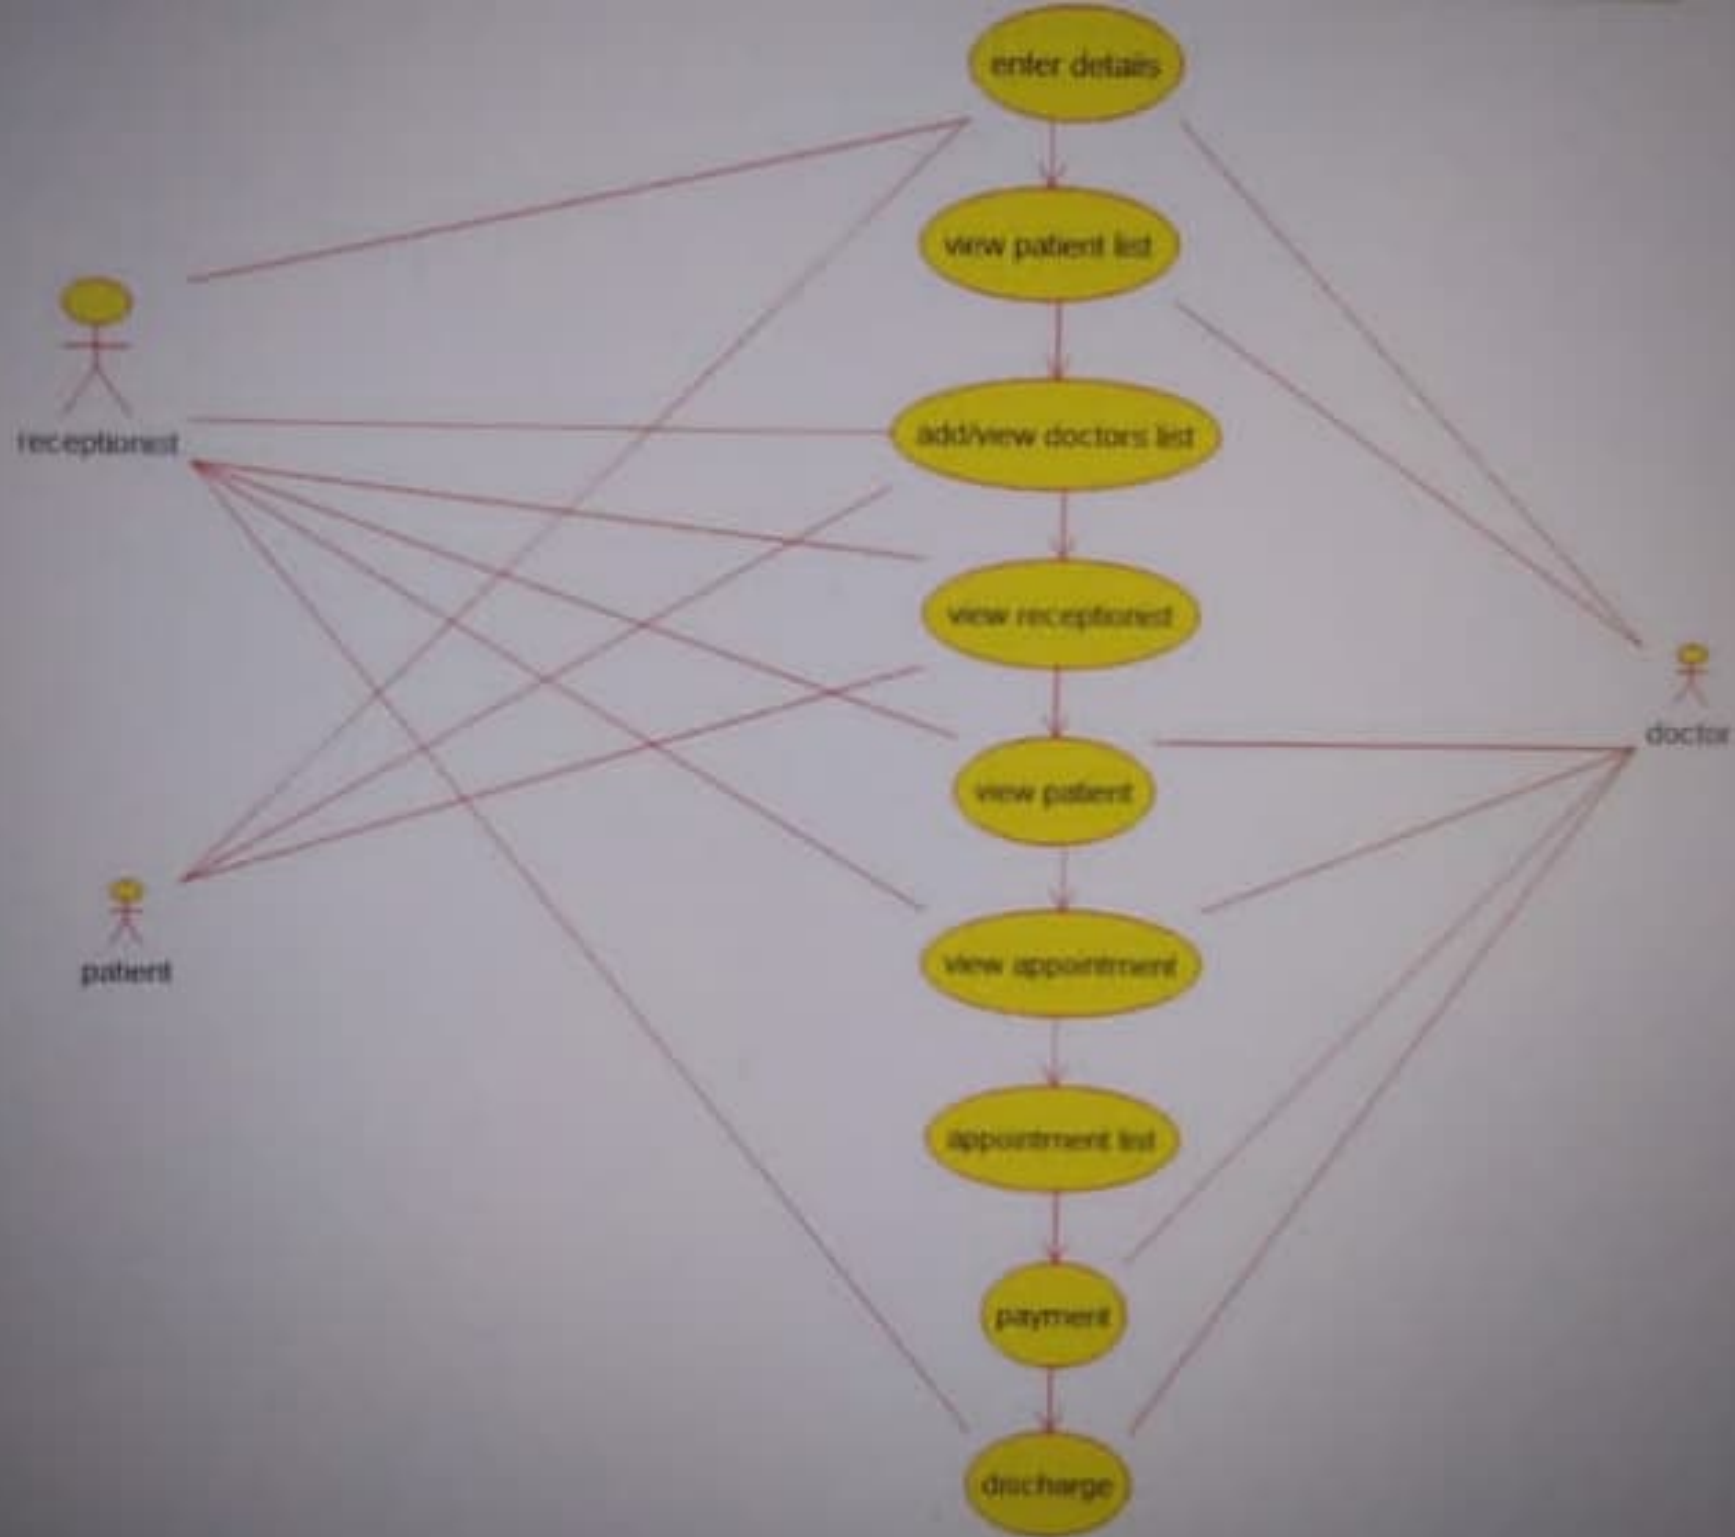 enter details
view patient list
receptionist
add/view doctors list
view receptionist
doctor
view patient
patient
view appointment
appointment list
payment
discharge